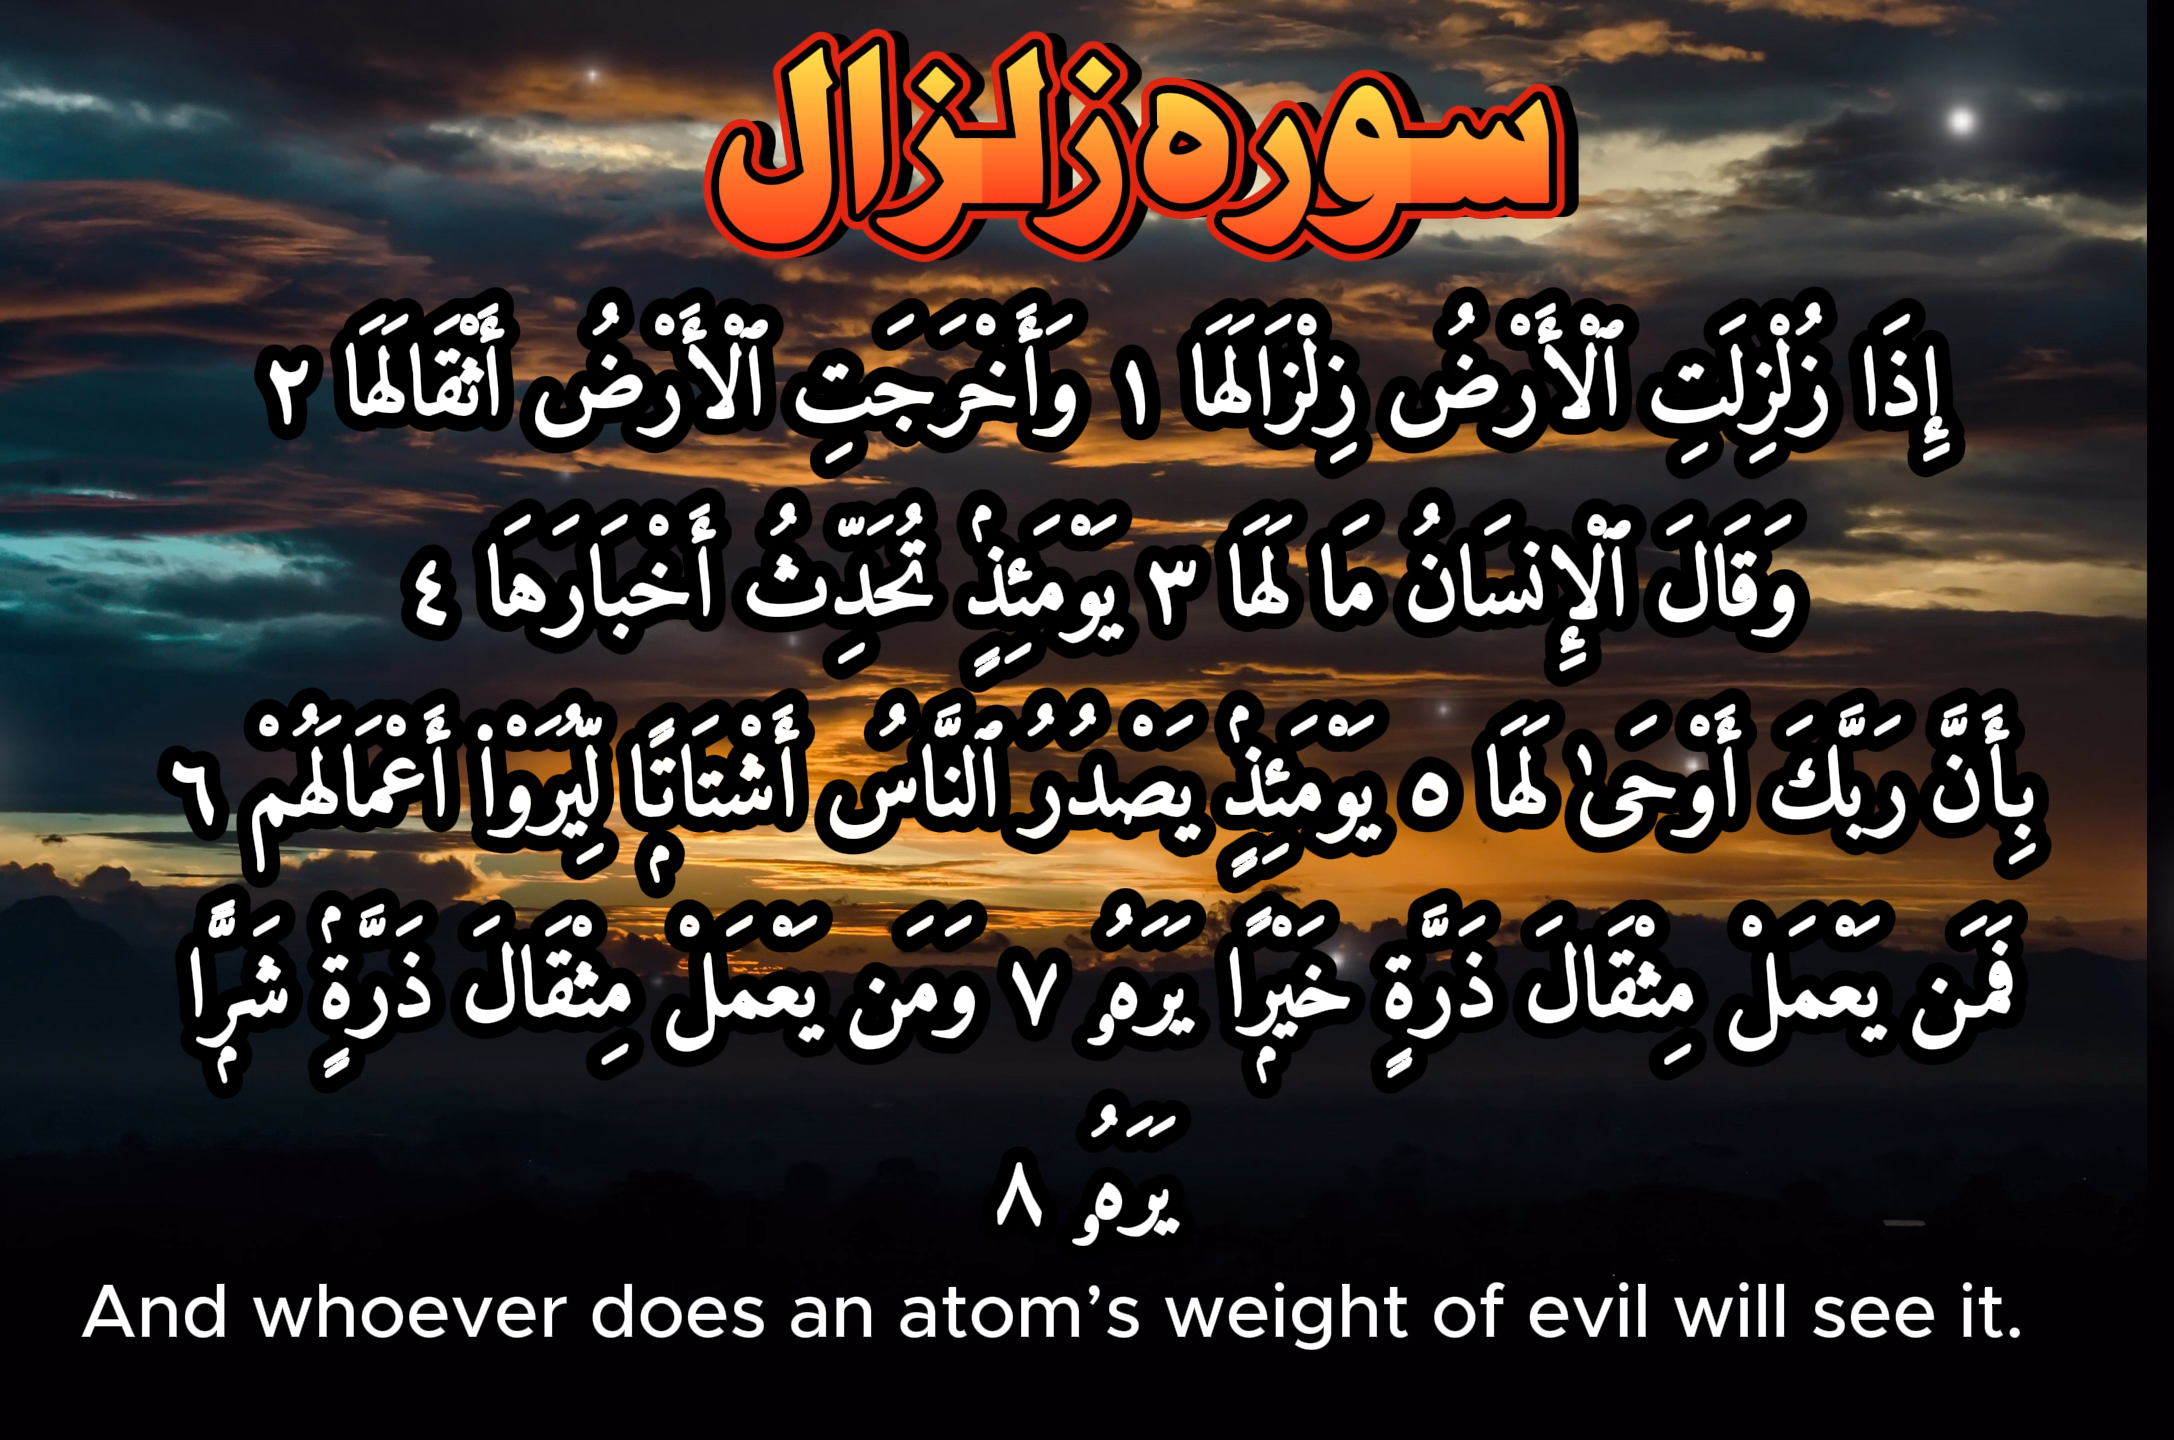 سوره زلزال
إِذَا زُلْزِلَتِ ٱلْأَرْضُ زِلْزَالَهَا ١ وَأَخْرَجَتِ ٱلْأَرْضُ أَثْقَالَهَا ٢
وَقَالَ ٱلْإِنسَانُ مَا لَهَا ٣ يَوْمَئِذٍۢ تُحَدِّثُ أَخْبَارَهَا ٤
بِأَنَّ رَبَّكَ أَوْحَىٰ لَهَا ٥ يَوْمَئِذٍۢ يَصْدُرُ ٱلنَّاسُ أَشْتَاتًۭا لِّيُرَوْا۟ أَعْمَالَهُمْ ٦
فَمَن يَعْمَلْ مِثْقَالَ ذَرَّةٍ خَيْرًۭا يَرَهُۥ ٧ وَمَن يَعْمَلْ مِثْقَالَ ذَرَّةٍۢ شَرًّۭا
يَرَهُۥ ٨
And whoever does an atom’s weight of evil will see it.